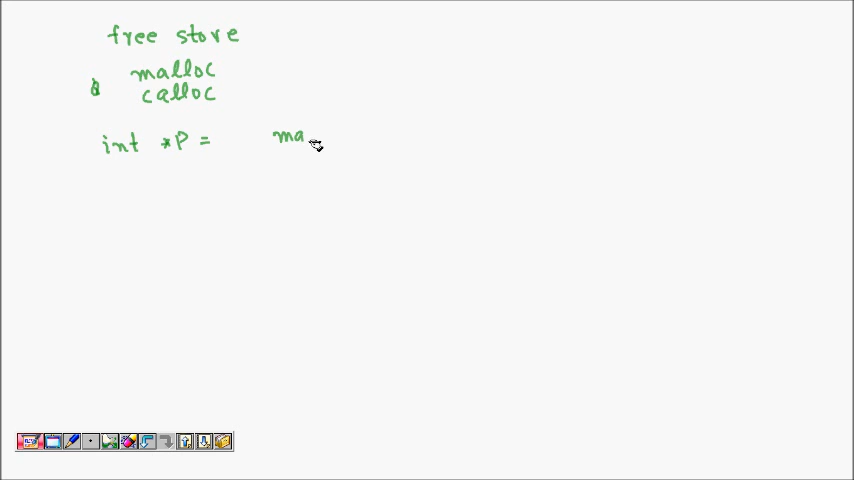 free store
malloc
calloc
int *P = ma